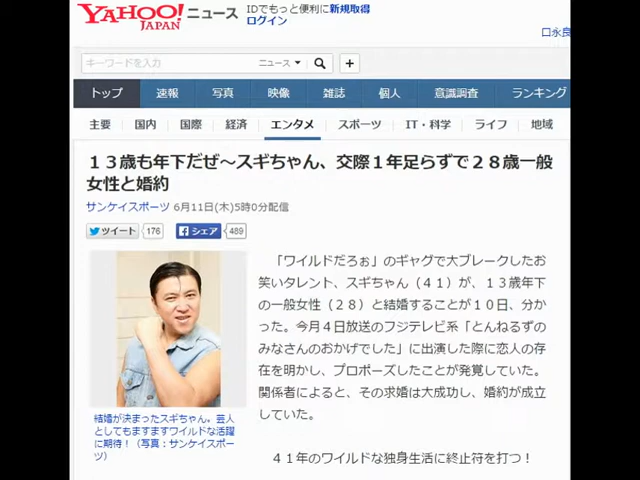 YAHOO! ニュース
JAPAN
IDでもっと便利に新規取得
ログイン
口永良
キーワードを入力
ニュース
トップ 速報 写真 映像 雑誌 個人 意識調査 ランキング
主要 国内 国際 経済 エンタメ スポーツ IT・科学 ライフ 地域
１３歳も年下だぜ～スギちゃん、交際１年足らずで２８歳一般
女性と婚約
サンケイスポーツ 6月11日(木)5時0分配信
ツイート 176 シェア 489
「ワイルドだろぉ」のギャグで大ブレークしたお
笑いタレント、スギちゃん（４１）が、１３歳年下
の一般女性（２８）と結婚することが１０日、分か
った。今月４日放送のフジテレビ系「とんねるずの
みなさんのおかげでした」に出演した際に恋人の存
在を明かし、プロポーズしたことが発覚していた。
関係者によると、その求婚は大成功し、婚約が成立
していた。
４１年のワイルドな独身生活に終止符を打つ！
結婚が決まったスギちゃん。芸人
としてもますますワイルドな活躍
に期待！（写真：サンケイスポー
ツ）